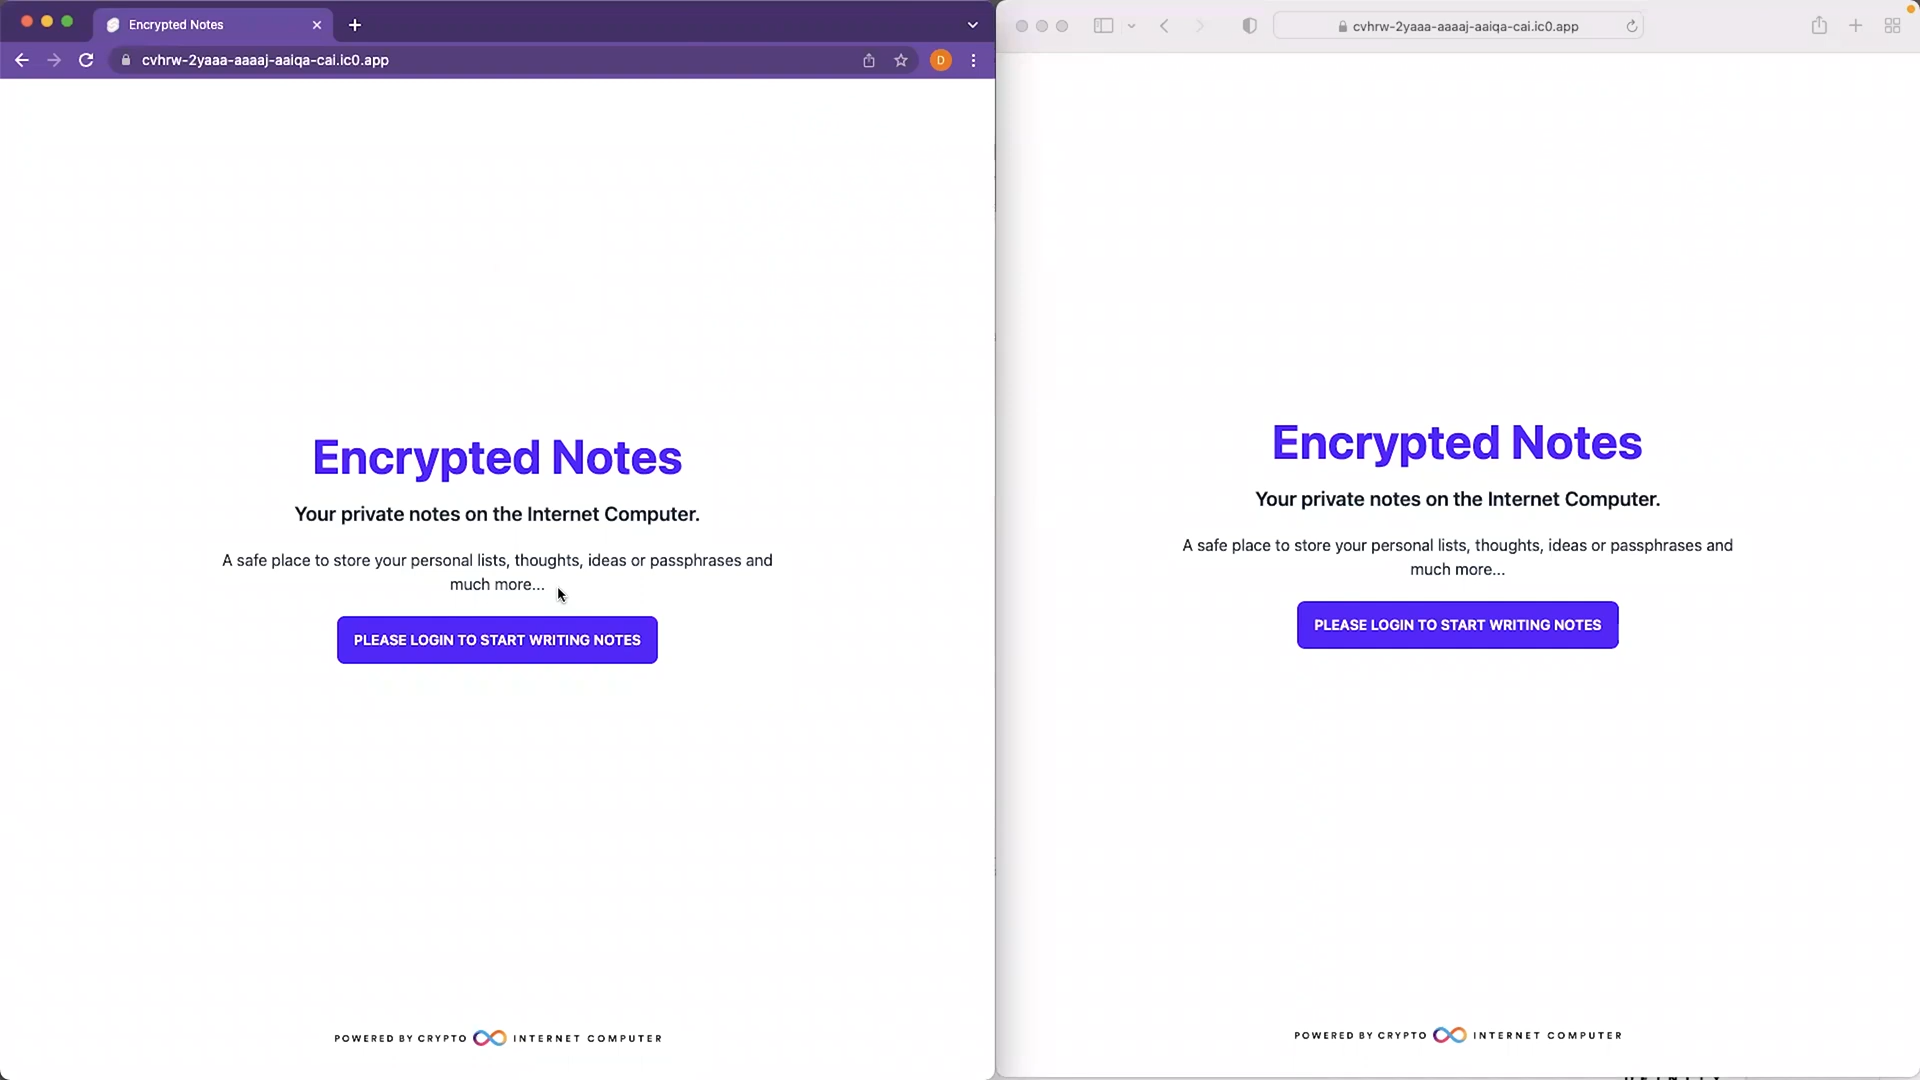 Encrypted Notes
cvhrw-2yaaa-aaaaj-aaiqa-cai.ic0.app
D
Encrypted Notes
Your private notes on the Internet Computer.
A safe place to store your personal lists, thoughts, ideas or passphrases and
much more...
PLEASE LOGIN TO START WRITING NOTES
POWERED BY CRYPTO INTERNET COMPUTER
cvhrw-2yaaa-aaaaj-aaiqa-cai.ic0.app
Encrypted Notes
Your private notes on the Internet Computer.
A safe place to store your personal lists, thoughts, ideas or passphrases and
much more...
PLEASE LOGIN TO START WRITING NOTES
POWERED BY CRYPTO INTERNET COMPUTER